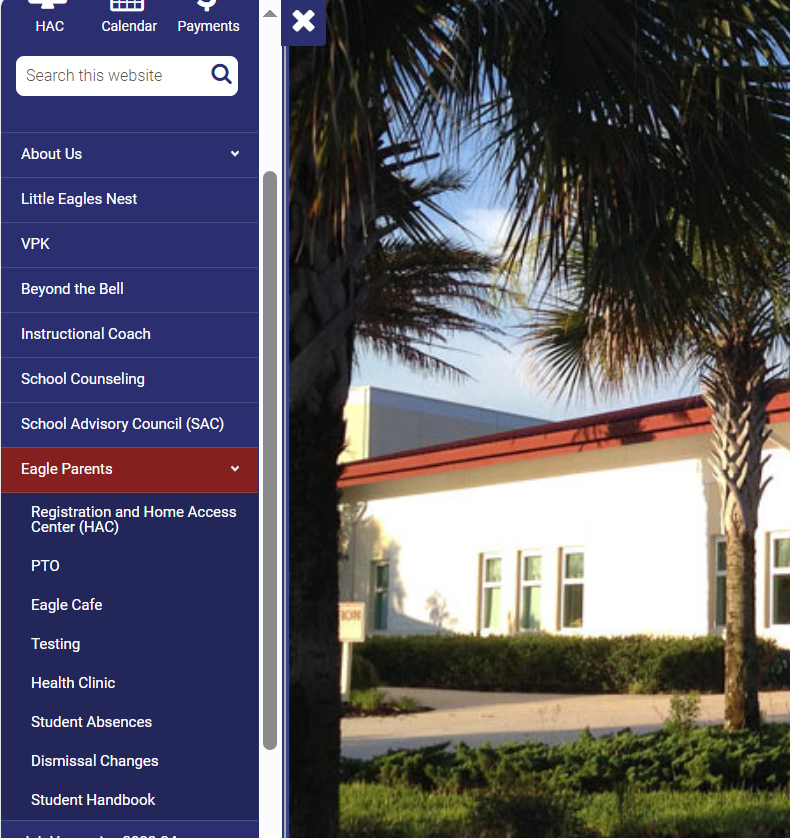 HAC
Calendar
Payments
Search this website
About Us
Little Eagles Nest
VPK
Beyond the Bell
Instructional Coach
School Counseling
School Advisory Council (SAC)
Eagle Parents
Registration and Home Access
Center (HAC)
PTO
Eagle Cafe
Testing
Health Clinic
Student Absences
Dismissal Changes
Student Handbook